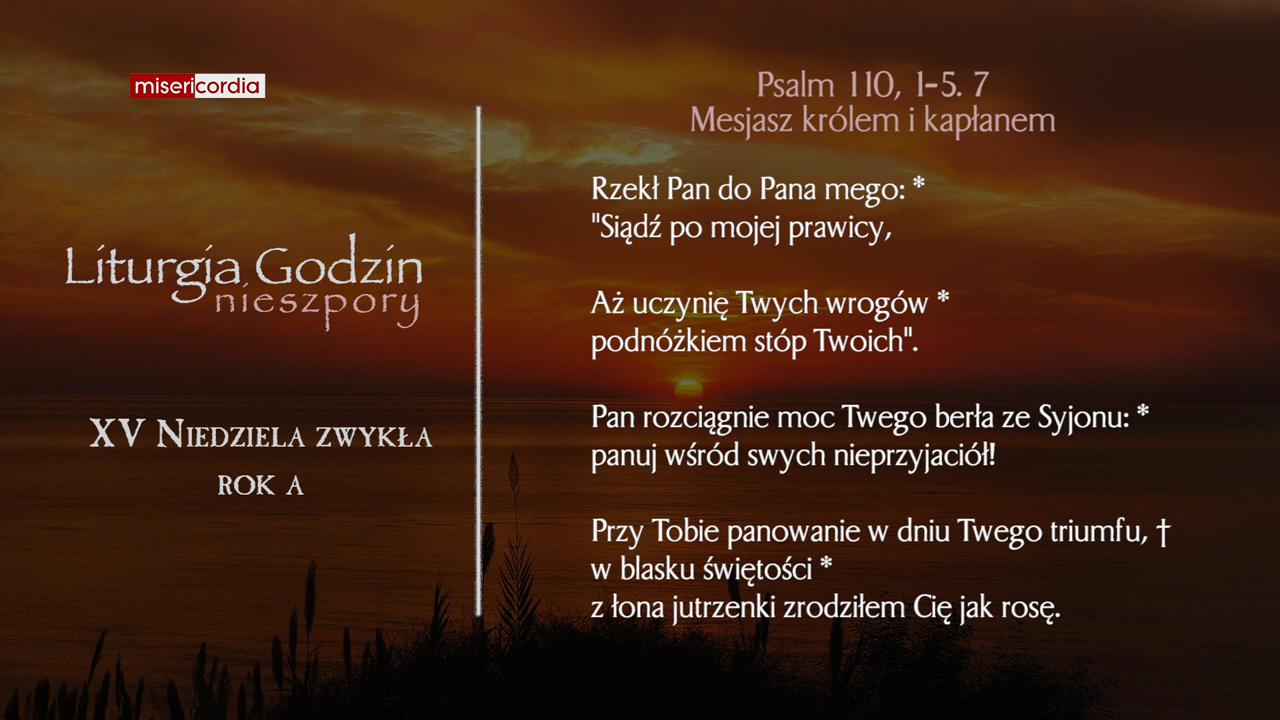 misericordia
Liturgia Godzin
nieszpory
XV Niedziela zwykła
rok A
Psalm 110, 1-5. 7
Mesjasz królem i kapłanem
Rzekł Pan do Pana mego: *
"Siądź po mojej prawicy,
Aż uczynię Twych wrogów *
podnóżkiem stóp Twoich".
Pan rozciągnie moc Twego berła ze Syjonu: *
panuj wśród swych nieprzyjaciół!
Przy Tobie panowanie w dniu Twego triumfu, †
w blasku świętości *
z łona jutrzenki zrodziłem Cię jak rosę.